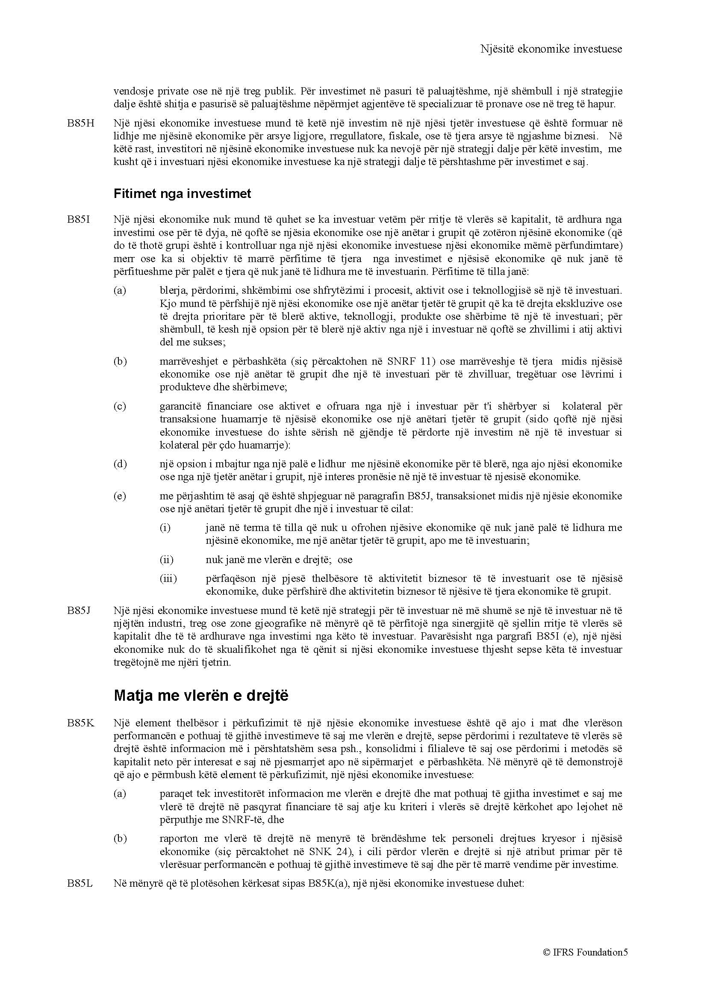 Njësitë ekonomike investuese
vendosje private ose në një treg publik. Për investimet në pasuri të paluajtëshme, një shëmbull i një strategjie
dalje është shitja e pasurisë së paluajtëshme nëpërmjet agjentëve të specializuar të pronave ose në treg të hapur.
B85H Një njësi ekonomike investuese mund të ketë një investim në një njësi tjetër investuese që është formuar në
lidhje me njësinë ekonomike për arsye ligjore, rregullatore, fiskale, ose të tjera arsye të ngjashme biznesi. Në
këtë rast, investitori në njësinë ekonomike investuese nuk ka nevojë për një strategji dalje për këtë investim, me
kusht që i investuari njësi ekonomike investuese ka një strategji dalje të përshtashme për investimet e saj.
Fitimet nga investimet
B85I Një njësi ekonomike nuk mund të quhet se ka investuar vetëm për rritje të vlerës së kapitalit, të ardhura nga
investimi ose për të dyja, në qoftë se njësia ekonomike ose një anëtar i grupit që zotëron njësinë ekonomike (që
do të thotë grupi është i kontrolluar nga një njësi ekonomike investuese njësi ekonomike mëmë përfundimtare)
merr ose ka si objektiv të marrë përfitime të tjera nga investimet e njësisë ekonomike që nuk janë të
përfitueshme për palët e tjera që nuk janë të lidhura me të investuarin. Përfitime të tilla janë:
(a) blerja, përdorimi, shkëmbimi ose shfrytëzimi i procesit, aktivit ose i teknollogjisë së një të investuari.
Kjo mund të përfshijë një njësi ekonomike ose një anëtar tjetër të grupit që ka të drejta ekskluzive ose
të drejta prioritare për të blerë aktive, teknollogji, produkte ose shërbime të një të investuari; për
shëmbull, të kesh një opsion për të blerë një aktiv nga një i investuar në qoftë se zhvillimi i atij aktivi
del me sukses;
(b) marrëveshjet e përbashkëta (siç përcaktohen në SNRF 11) ose marrëveshje të tjera midis njësisë
ekonomike ose një anëtar të grupit dhe një të investuari për të zhvilluar, tregëtuar ose lëvrimi i
produkteve dhe shërbimeve;
(c) garancitë financiare ose aktivet e ofruara nga një i investuar për t'i shërbyer si kolateral për
transaksione huamarrje të njësisë ekonomike ose një anëtari tjetër të grupit (sido qoftë një njësi
ekonomike investuese do ishte sërish në gjëndje të përdorte një investim në një të investuar si
kolateral për çdo huamarrje):
(d) një opsion i mbajtur nga një palë e lidhur me njësinë ekonomike për të blerë, nga ajo njësi ekonomike
ose nga një tjetër anëtar i grupit, një interes pronësie në një të investuar të njesisë ekonomike.
(e) me përjashtim të asaj që është shpjeguar në paragrafin B85J, transaksionet midis një njësie ekonomike
ose një anëtari tjetër të grupit dhe një i investuar të cilat:
(i) janë në terma të tilla që nuk u ofrohen njësive ekonomike që nuk janë palë të lidhura me
njësinë ekonomike, me një anëtar tjetër të grupit, apo me të investuarin;
(ii) nuk janë me vlerën e drejtë; ose
(iii) përfaqëson një pjesë thelbësore të aktivitetit biznesor të të investuarit ose të njësisë
ekonomike, duke përfshirë dhe aktivitetin biznesor të njësive të tjera ekonomike të grupit.
B85J Një njësi ekonomike investuese mund të ketë një strategji për të investuar në më shumë se një të investuar në të
njëjtën industri, treg ose zone gjeografike në mënyrë që të përfitojë nga sinergjitë që sjellin rritje të vlerës së
kapitalit dhe të të ardhurave nga investimi nga këto të investuar. Pavarësisht nga pargrafi B85I (e), një njësi
ekonomike nuk do të skualifikohet nga të qënit si njësi ekonomike investuese thjesht sepse këta të investuar
tregëtojnë me njëri tjetrin.
Matja me vlerën e drejtë
B85K Një element thelbësor i përkufizimit të një njësie ekonomike investuese është që ajo i mat dhe vlerëson
performancën e pothuaj të gjithë investimeve të saj me vlerën e drejtë, sepse përdorimi i rezultateve të vlerës së
drejtë është informacion më i përshtatshëm sesa psh., konsolidmi i filialeve të saj ose përdorimi i metodës së
kapitalit neto për interesat e saj në pjesmarrjet apo në sipërmarjet e përbashkëta. Në mënyrë që të demonstrojë
që ajo e përmbush këtë element të përkufizimit, një njësi ekonomike investuese:
(a) paraqet tek investitorët informacion me vlerën e drejtë dhe mat pothuaj të gjitha investimet e saj me
vlerë të drejtë në pasqyrat financiare të saj atje ku kriteri i vlerës së drejtë kërkohet apo lejohet në
përputhje me SNRF-të, dhe
(b) raporton me vlerë të drejtë në menyrë të brëndëshme tek personeli drejtues kryesor i njësisë
ekonomike (siç përcaktohet në SNK 24), i cili përdor vlerën e drejtë si një atribut primar për të
vlerësuar performancën e pothuaj të gjithë investimeve të saj dhe për të marrë vendime për investime.
B85L Në mënyrë që të plotësohen kërkesat sipas B85K(a), një njësi ekonomike investuese duhet:
© IFRS Foundation5